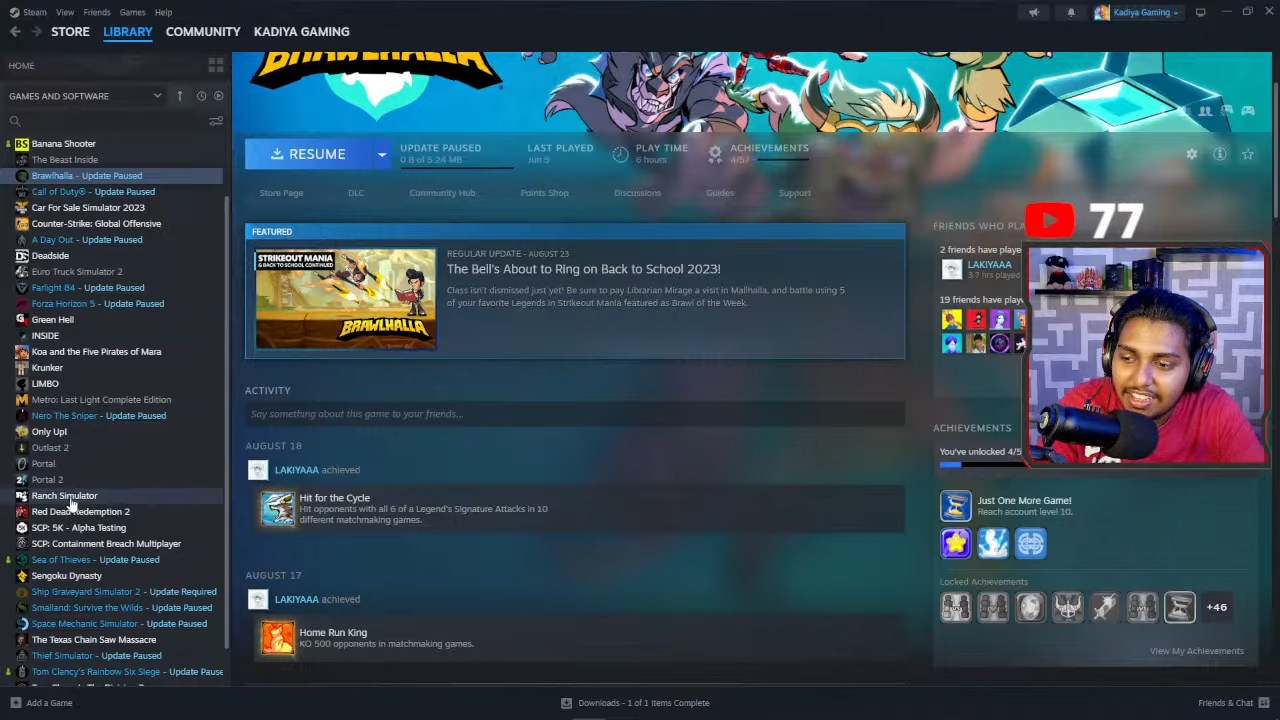 Steam View Friends Games Help
Kadiya Gaming
STORE LIBRARY COMMUNITY KADIYA GAMING
HOME
GAMES AND SOFTWARE
BS Banana Shooter
The Beast Inside
Brawlhalla - Update Paused
Call of Duty® - Update Paused
Car For Sale Simulator 2023
Counter-Strike: Global Offensive
A Day Out - Update Paused
Deadside
Euro Truck Simulator 2
Farlight 84 - Update Paused
Forza Horizon 5 - Update Paused
Green Hell
INSIDE
Koa and the Five Pirates of Mara
Krunker
LIMBO
Metro: Last Light Complete Edition
Nero The Sniper - Update Paused
Only Up!
Outlast 2
Portal
Portal 2
Ranch Simulator
Red Dead Redemption 2
SCP: 5K - Alpha Testing
SCP: Containment Breach Multiplayer
Sea of Thieves - Update Paused
Sengoku Dynasty
Ship Graveyard Simulator 2 - Update Required
Smalland: Survive the Wilds - Update Paused
Space Mechanic Simulator - Update Paused
The Texas Chain Saw Massacre
Thief Simulator - Update Paused
Tom Clancy's Rainbow Six Siege - Update Pause
BRAWLHALLA
RESUME
UPDATE PAUSED
0 B of 5.24 MB
LAST PLAYED
Jun 9
PLAY TIME
6 hours
ACHIEVEMENTS
4/57
Store Page DLC Community Hub Points Shop Discussions Guides Support
FEATURED
STRIKEOUT MANIA
& BACK TO SCHOOL CONTINUED
BRAWLHALLA
REGULAR UPDATE - AUGUST 23
The Bell's About to Ring on Back to School 2023!
Class isn't dismissed just yet! Be sure to pay Librarian Mirage a visit in Mallhalla, and battle using 5
of your favorite Legends in Strikeout Mania featured as Brawl of the Week.
ACTIVITY
Say something about this game to your friends...
AUGUST 18
LAKIYAAA achieved
Hit for the Cycle
Hit opponents with all 6 of a Legend's Signature Attacks in 10
different matchmaking games.
AUGUST 17
LAKIYAAA achieved
Home Run King
KO 500 opponents in matchmaking games.
77
FRIENDS WHO PLA
2 friends have playe
LAKIYAAA
3.7 hrs played
19 friends have playe
ACHIEVEMENTS
You've unlocked 4/5
Just One More Game!
Reach account level 10.
Locked Achievements
+46
View My Achievements
Add a Game
Downloads - 1 of 1 Items Complete
Friends & Chat